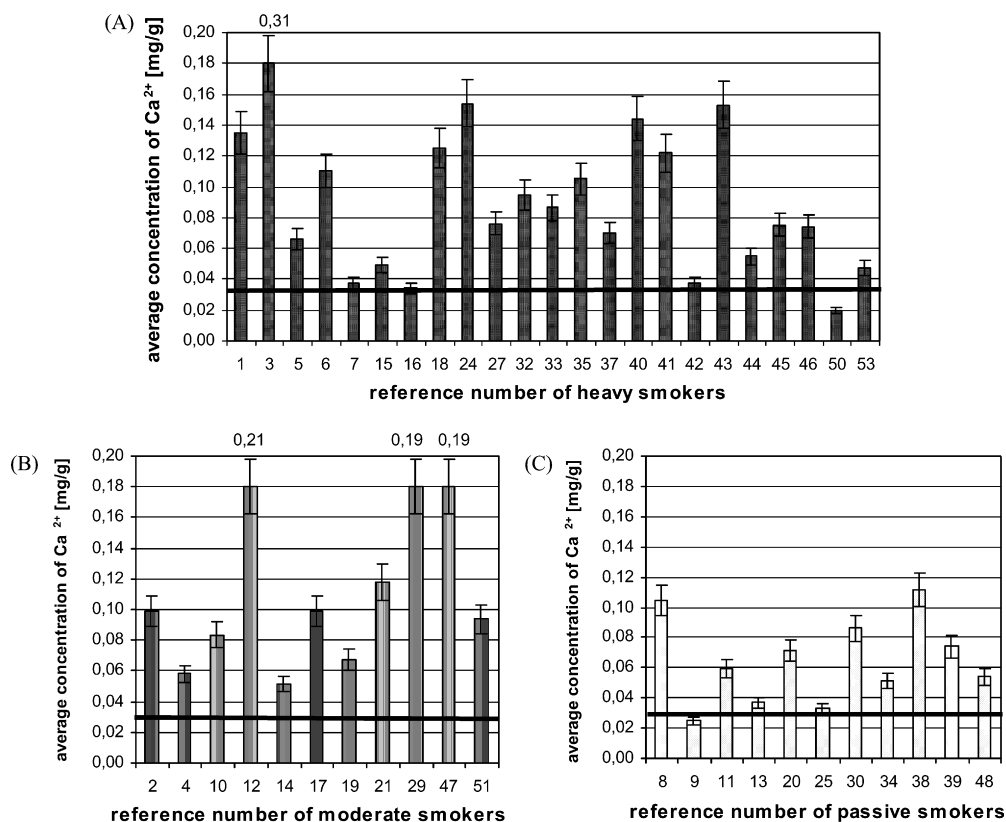 (A)
0,31
average concentration of Ca2+ [mg/g]
0,20
0,18
0,16
0,14
0,12
0,10
0,08
0,06
0,04
0,02
0,00
1 3 5 6 7 15 16 18 24 27 32 33 35 37 40 41 42 43 44 45 46 50 53
reference number of heavy smokers
(B)
0,21 0,19 0,19
average concentration of Ca 2+ [mg/g]
0,20
0,18
0,16
0,14
0,12
0,10
0,08
0,06
0,04
0,02
0,00
2 4 10 12 14 17 19 21 29 47 51
reference number of moderate smokers
(C)
average concentration of Ca 2+ [mg/g]
0,20
0,18
0,16
0,14
0,12
0,10
0,08
0,06
0,04
0,02
0,00
8 9 11 13 20 25 30 34 38 39 48
reference number of passive smokers